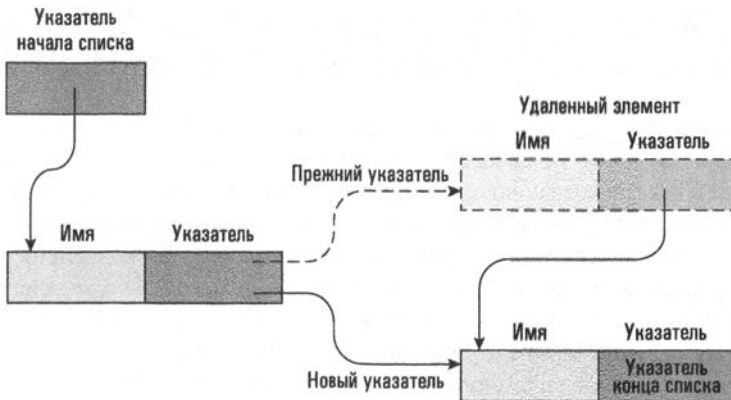 Указатель
начала списка
Удаленный элемент
Имя Указатель
Прежний указатель
Имя Указатель
Имя Указатель
Новый указатель
Указатель
конца списка